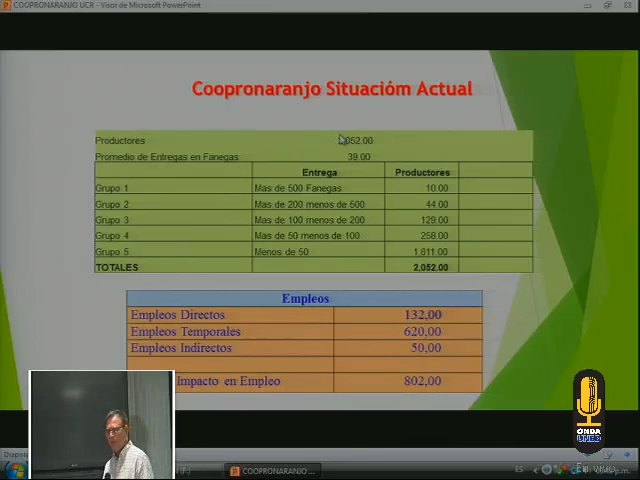 COOPRONARANJO UCR - Visor de Microsoft PowerPoint
Coopronaranjo Situacióm Actual
Productores 2,052.00
Promedio de Entregas en Fanegas 39.00
Entrega Productores
Grupo 1 Mas de 500 Fanegas 10.00
Grupo 2 Mas de 200 menos de 500 44.00
Grupo 3 Mas de 100 menos de 200 129.00
Grupo 4 Mas de 50 menos de 100 258.00
Grupo 5 Menos de 50 1,611.00
TOTALES 2,052.00
Empleos
Empleos Directos 132,00
Empleos Temporales 620,00
Empleos Indirectos 50,00
Impacto en Empleo 802,00
ONDA
UNED
COOPRONARANJO ...
ES
En vivo